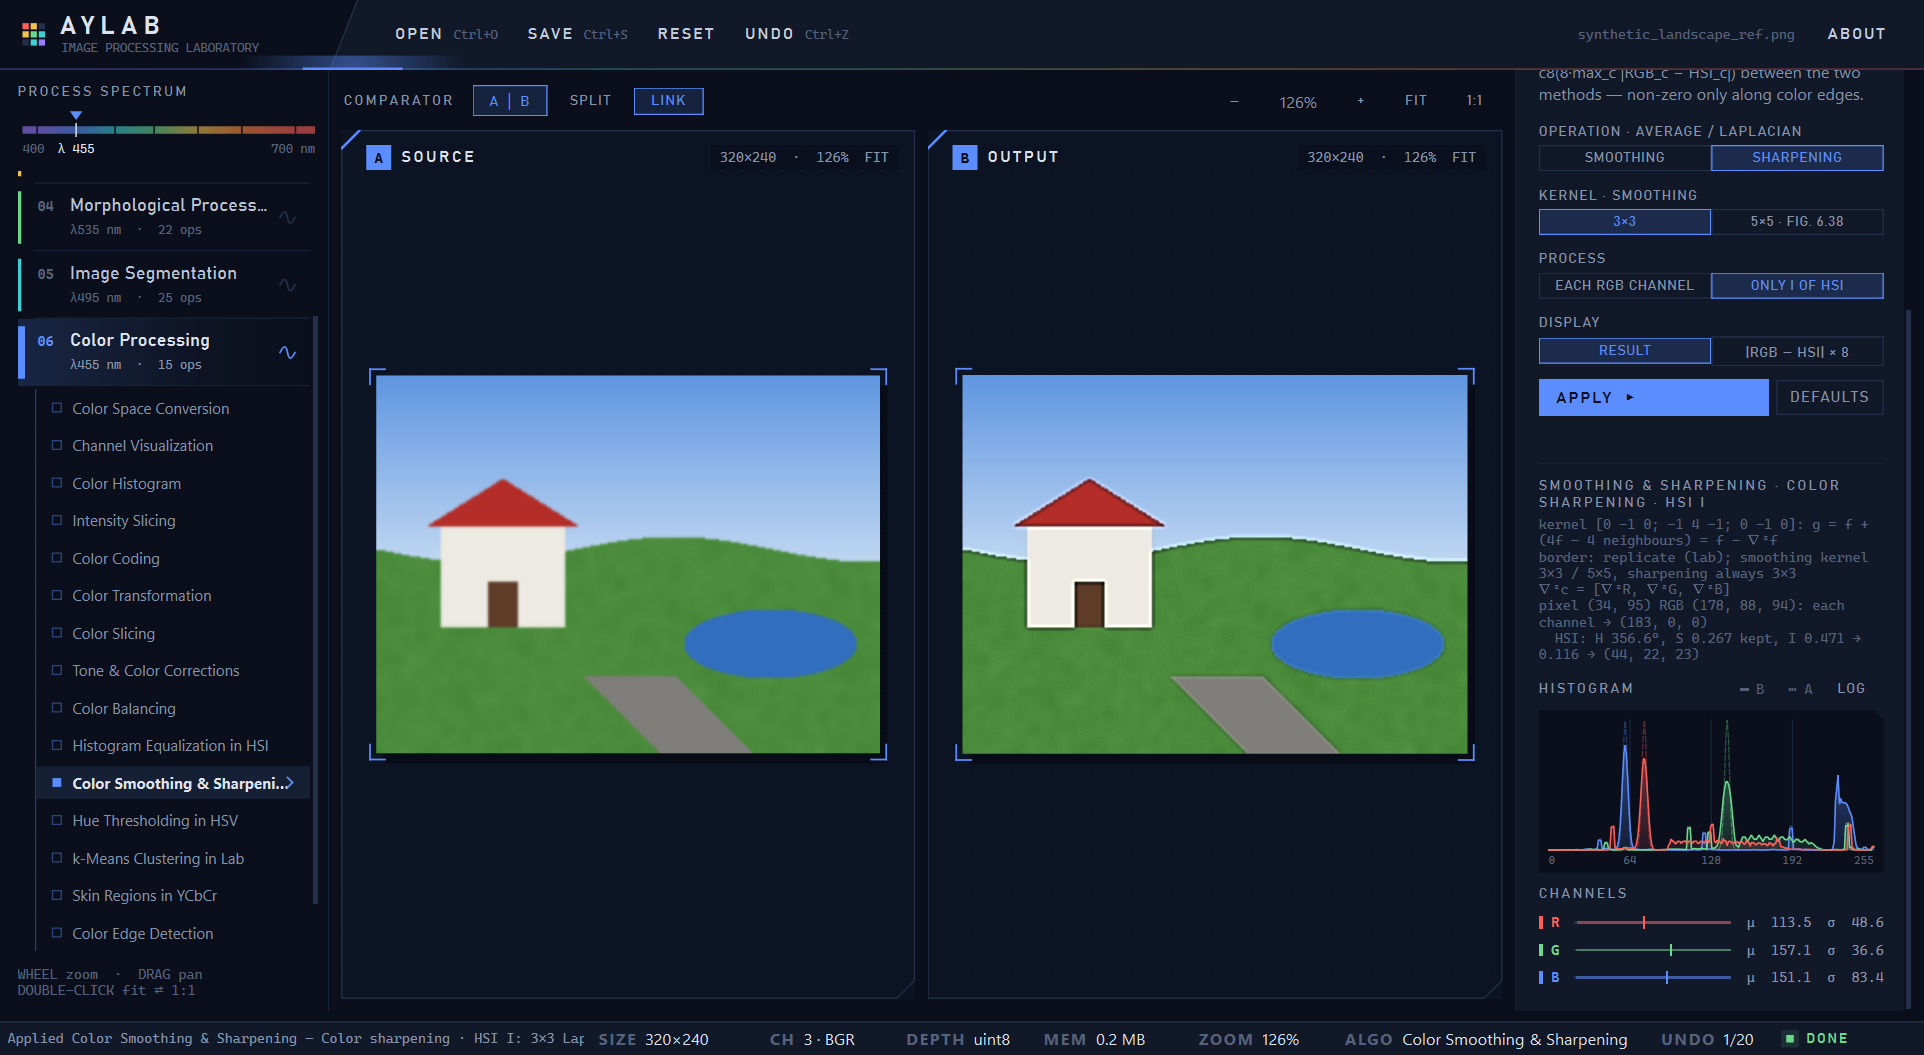 AYLAB
IMAGE PROCESSING LABORATORY
OPEN Ctrl+O SAVE Ctrl+S RESET UNDO Ctrl+Z
synthetic_landscape_ref.png ABOUT
PROCESS SPECTRUM
400 λ 455 700 nm
04 Morphological Process…
λ535 nm · 22 ops
05 Image Segmentation
λ495 nm · 25 ops
06 Color Processing
λ455 nm · 15 ops
Color Space Conversion
Channel Visualization
Color Histogram
Intensity Slicing
Color Coding
Color Transformation
Color Slicing
Tone & Color Corrections
Color Balancing
Histogram Equalization in HSI
Color Smoothing & Sharpeni…
Hue Thresholding in HSV
k-Means Clustering in Lab
Skin Regions in YCbCr
Color Edge Detection
WHEEL zoom · DRAG pan
DOUBLE-CLICK fit ⇄ 1:1
COMPARATOR A | B SPLIT LINK
− 126% + FIT 1:1
A SOURCE 320×240 · 126% FIT
B OUTPUT 320×240 · 126% FIT
c8(8·max_c |RGB_c − HSI_c|) between the two
methods — non-zero only along color edges.
OPERATION · AVERAGE / LAPLACIAN
SMOOTHING SHARPENING
KERNEL · SMOOTHING
3×3 5×5 · FIG. 6.38
PROCESS
EACH RGB CHANNEL ONLY I OF HSI
DISPLAY
RESULT |RGB − HSI| × 8
APPLY ▸ DEFAULTS
SMOOTHING & SHARPENING · COLOR
SHARPENING · HSI I
kernel [0 −1 0; −1 4 −1; 0 −1 0]: g = f +
(4f − 4 neighbours) = f − ∇²f
border: replicate (lab); smoothing kernel
3×3 / 5×5, sharpening always 3×3
∇²c = [∇²R, ∇²G, ∇²B]
pixel (34, 95) RGB (178, 88, 94): each
channel → (183, 0, 0)
HSI: H 356.6°, S 0.267 kept, I 0.471 →
0.116 → (44, 22, 23)
HISTOGRAM B A LOG
0 64 128 192 255
CHANNELS
R μ 113.5 σ 48.6
G μ 157.1 σ 36.6
B μ 151.1 σ 83.4
Applied Color Smoothing & Sharpening — Color sharpening · HSI I: 3×3 Lap SIZE 320×240 CH 3 · BGR DEPTH uint8 MEM 0.2 MB ZOOM 126% ALGO Color Smoothing & Sharpening UNDO 1/20 DONE